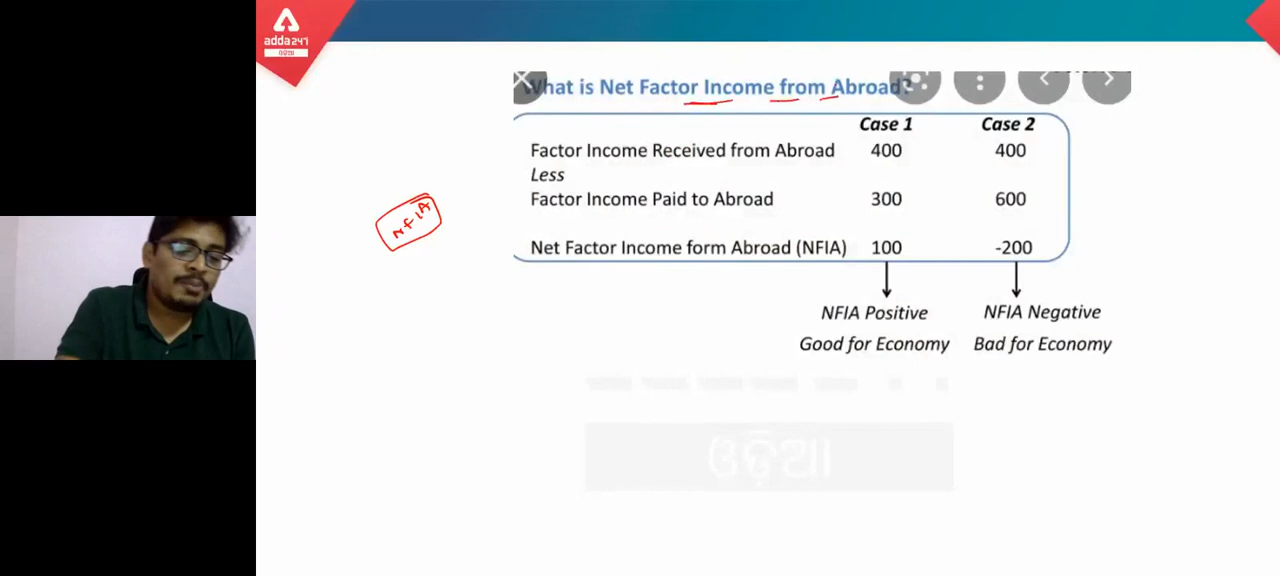 adda247
ଓଡ଼ିଆ
What is Net Factor Income from Abroad?
Case 1 Case 2
Factor Income Received from Abroad 400 400
Less
Factor Income Paid to Abroad 300 600
NFIA
Net Factor Income form Abroad (NFIA) 100 -200
NFIA Positive NFIA Negative
Good for Economy Bad for Economy
ଓଡ଼ିଆ